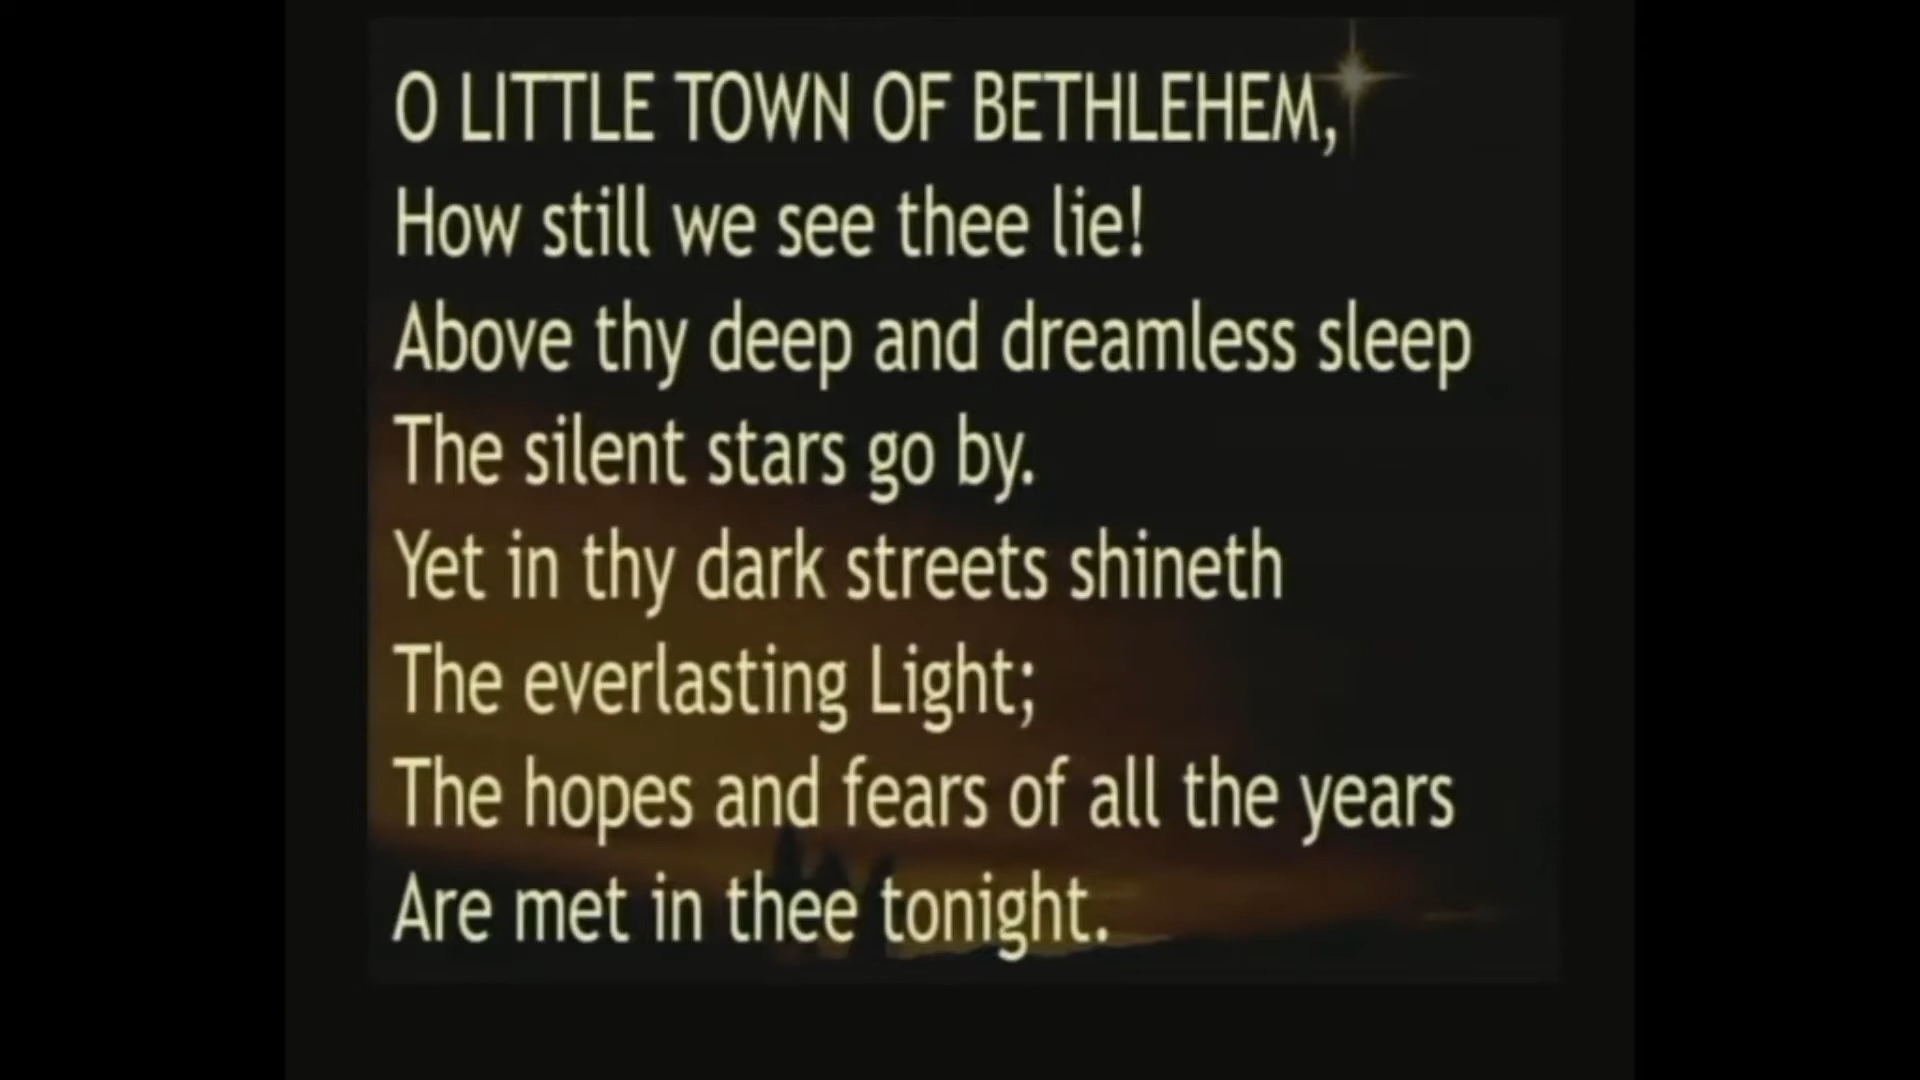 O LITTLE TOWN OF BETHLEHEM,
How still we see thee lie!
Above thy deep and dreamless sleep
The silent stars go by.
Yet in thy dark streets shineth
The everlasting Light;
The hopes and fears of all the years
Are met in thee tonight.